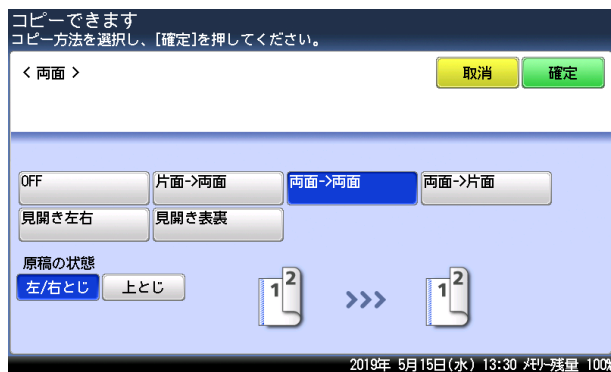 コピーできます
コピー方法を選択し、[確定]を押してください。
< 両面 >
取消 確定
OFF 片面->両面 両面->両面 両面->片面
見開き左右 見開き表裏
原稿の状態
左/右とじ 上とじ
1 2 >>> 1 2
2019年 5月15日(水) 13:30 ﾒﾓﾘｰ残量 100%